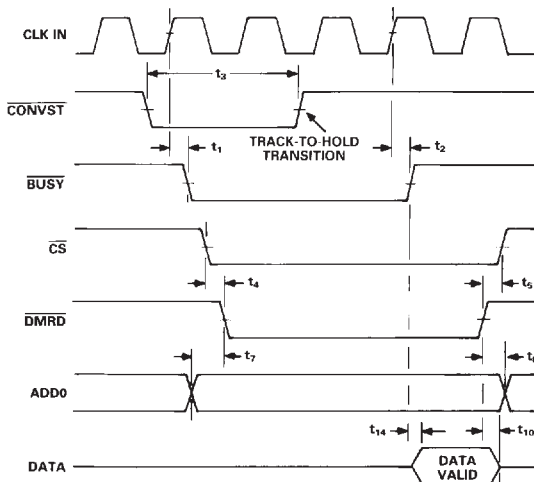 CLK IN
t3
CONVST
t1
TRACK-TO-HOLD
TRANSITION
t2
BUSY
CS
t4
t5
DMRD
t7
t6
ADD0
t14
t10
DATA
DATA
VALID